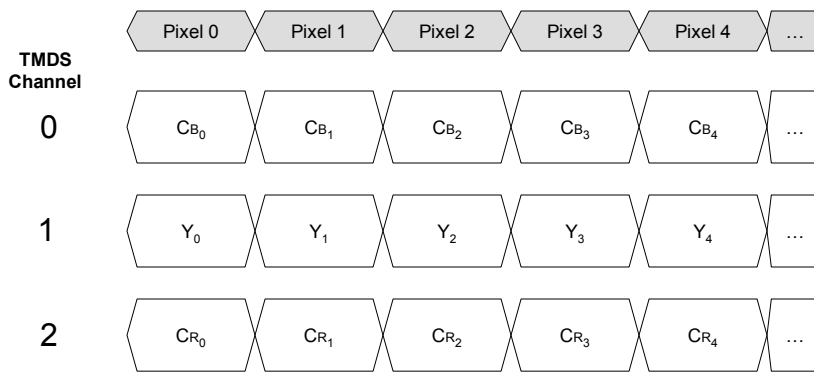 Pixel 0 Pixel 1 Pixel 2 Pixel 3 Pixel 4 ...
TMDS
Channel
0 CB₀ CB₁ CB₂ CB₃ CB₄ ...
1 Y₀ Y₁ Y₂ Y₃ Y₄ ...
2 CR₀ CR₁ CR₂ CR₃ CR₄ ...